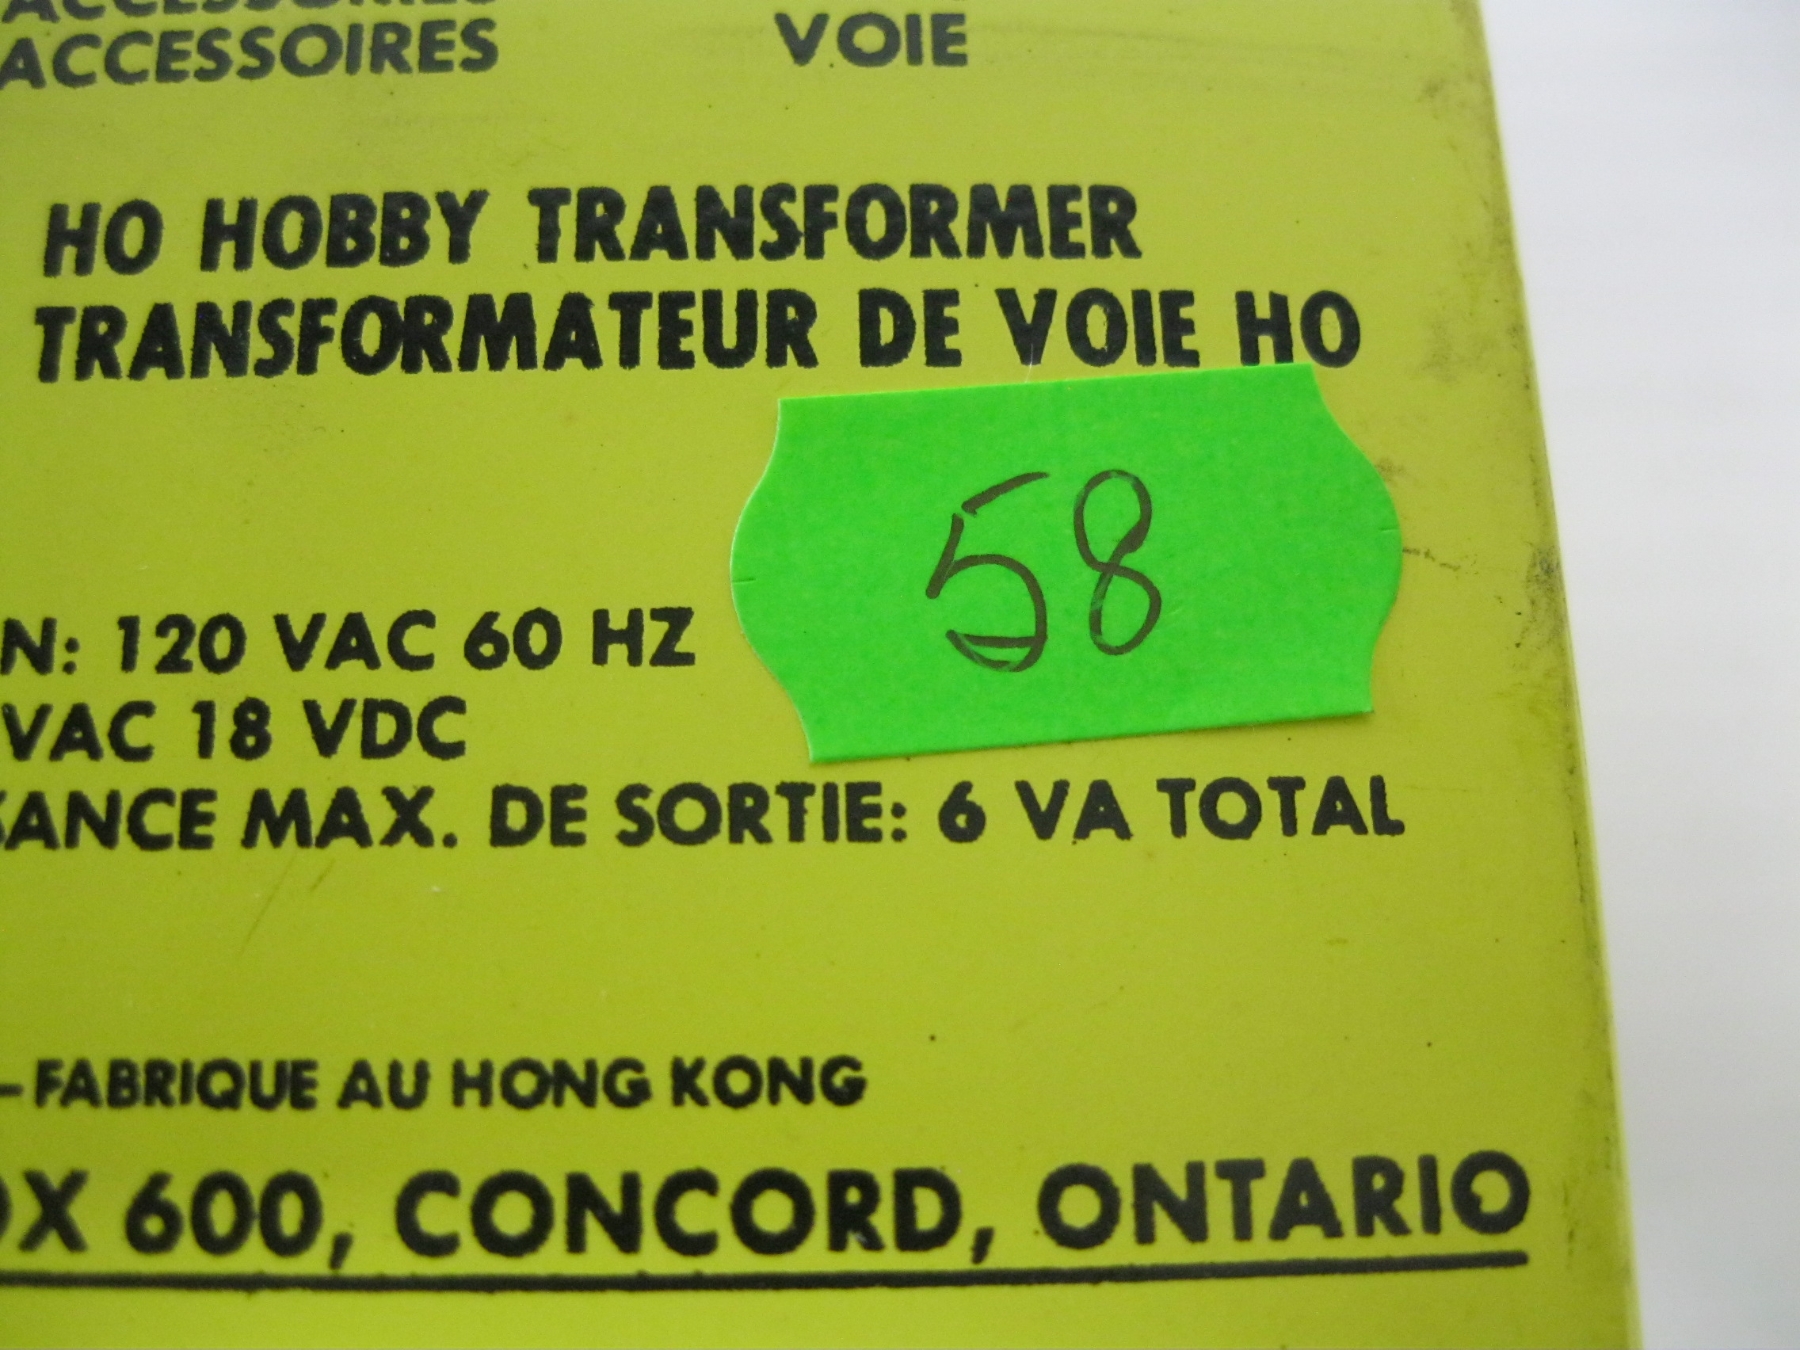 ACCESSORIES
ACCESSOIRES VOIE
HO HOBBY TRANSFORMER
TRANSFORMATEUR DE VOIE HO
58
N: 120 VAC 60 HZ
VAC 18 VDC
SANCE MAX. DE SORTIE: 6 VA TOTAL
-FABRIQUE AU HONG KONG
OX 600, CONCORD, ONTARIO